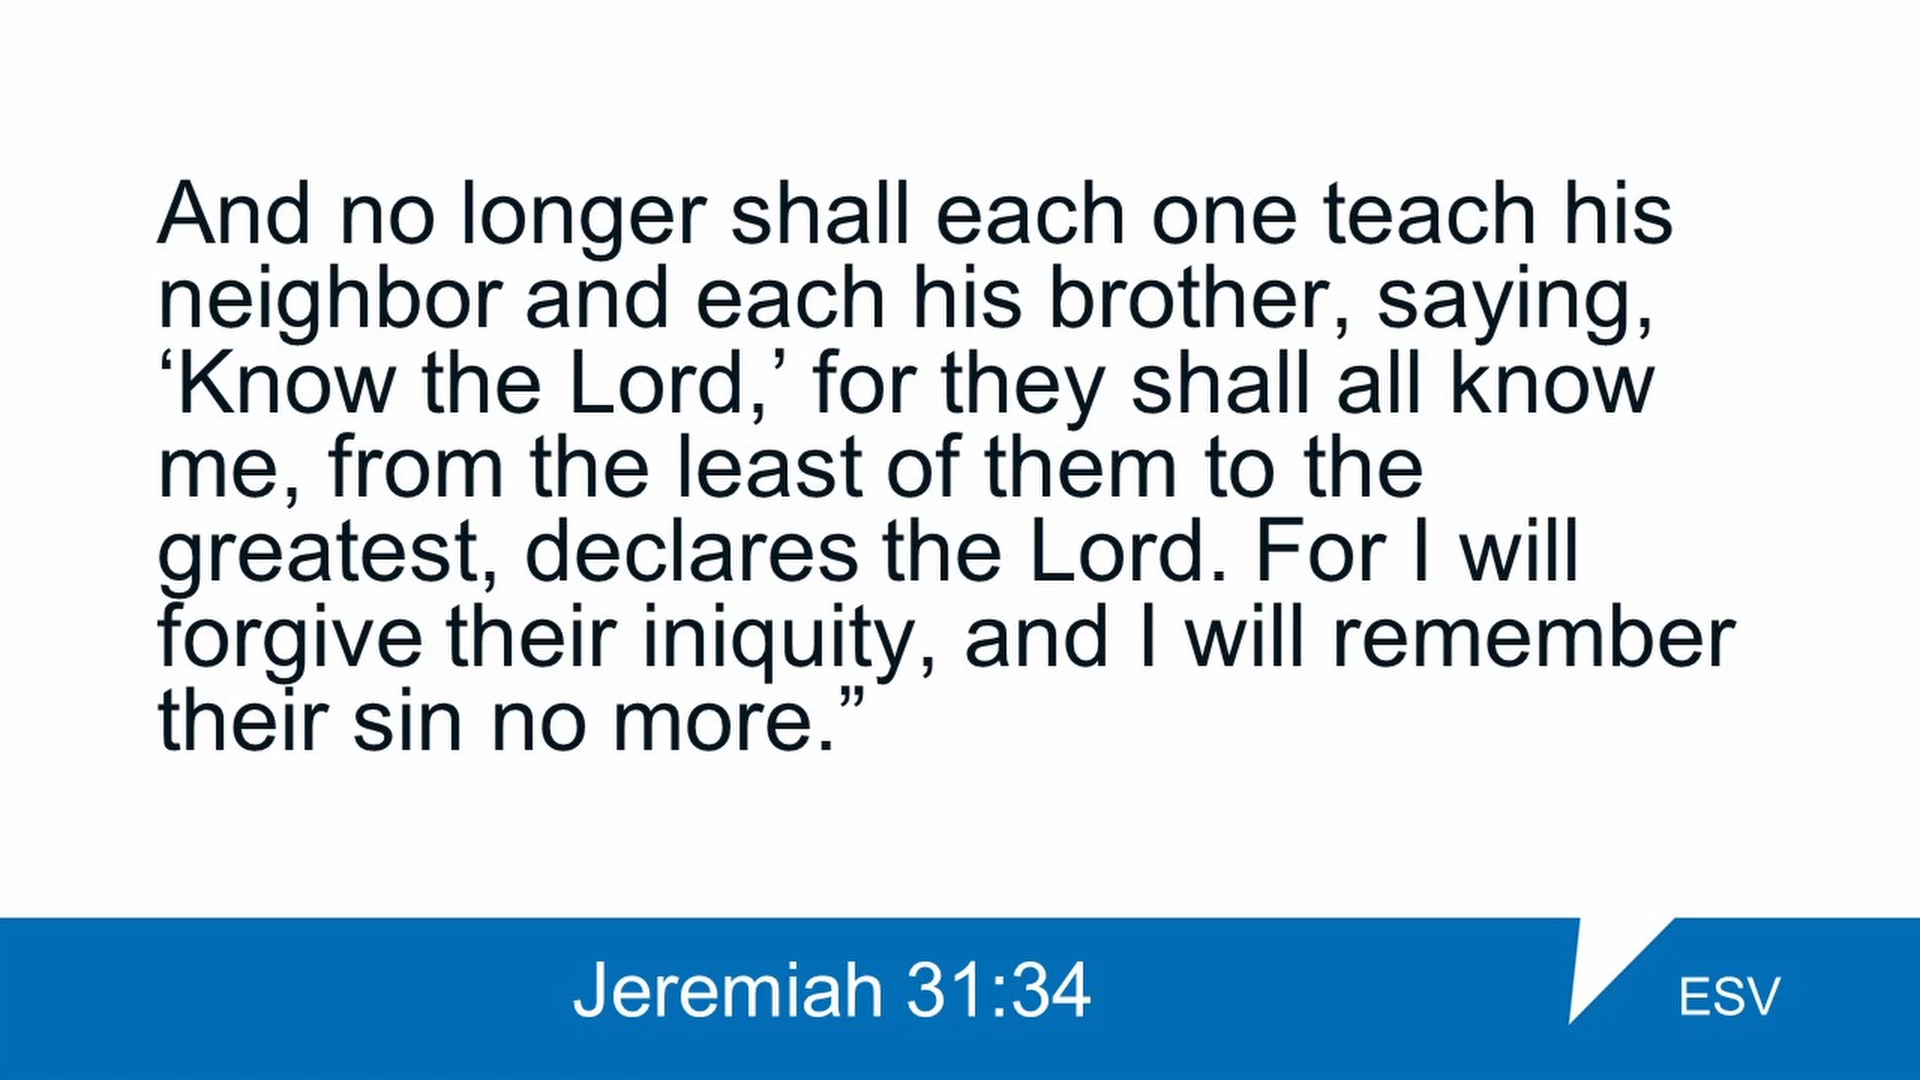 And no longer shall each one teach his
neighbor and each his brother, saying,
‘Know the Lord,’ for they shall all know
me, from the least of them to the
greatest, declares the Lord. For I will
forgive their iniquity, and I will remember
their sin no more.”
Jeremiah 31:34
ESV